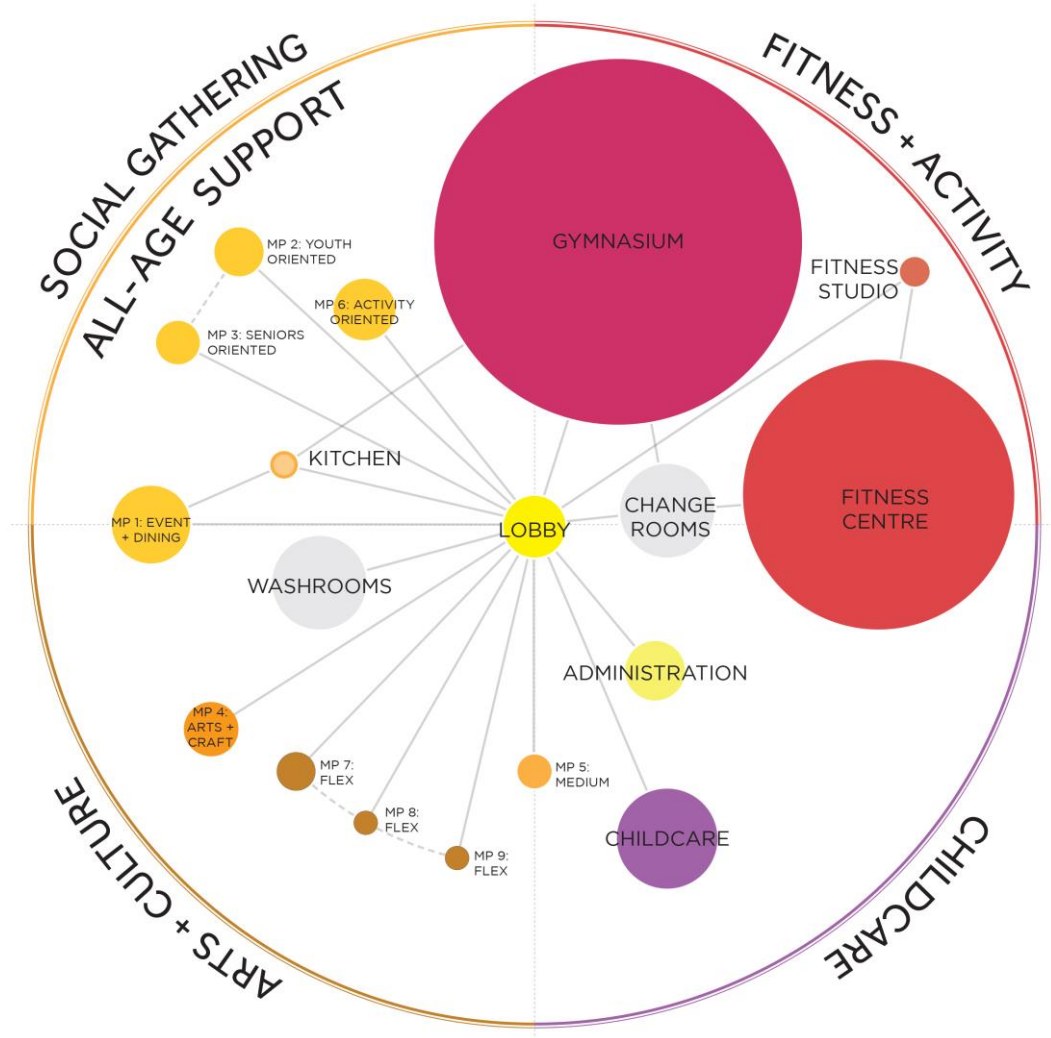 SOCIAL GATHERING
ALL-AGE SUPPORT
FITNESS + ACTIVITY
GYMNASIUM
MP 2: YOUTH
ORIENTED
FITNESS
STUDIO
MP 6: ACTIVITY
ORIENTED
MP 3: SENIORS
ORIENTED
KITCHEN
MP 1: EVENT
+ DINING
LOBBY
CHANGE
ROOMS
FITNESS
CENTRE
WASHROOMS
ADMINISTRATION
MP 4:
ARTS +
CRAFT
MP 7:
FLEX
MP 5:
MEDIUM
MP 8:
FLEX
MP 9:
FLEX
CHILDCARE
ARTS + CULTURE
CHILDCARE